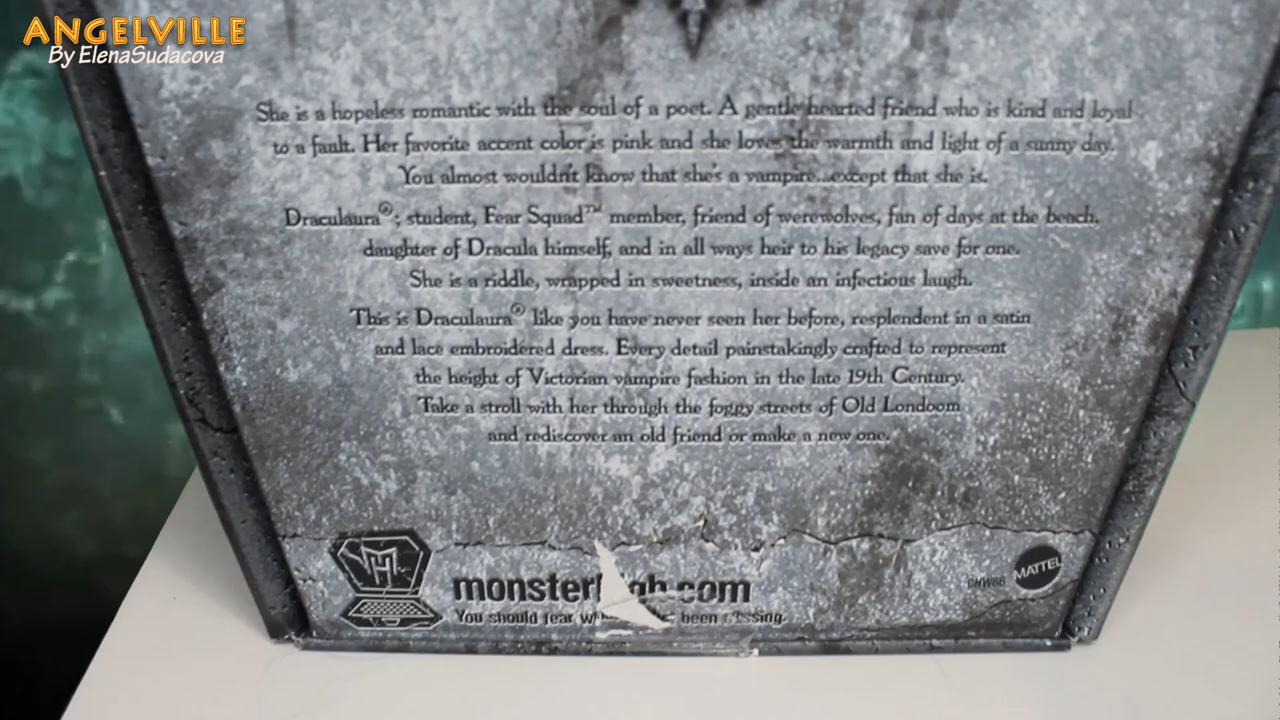 ANGELVILLE
By ElenaSudacova
She is a hopeless romantic with the soul of a poet. A gentle hearted friend who is kind and loyal
to a fault. Her favorite accent color is pink and she loves the warmth and light of a sunny day.
You almost wouldn't know that she's a vampire...except that she is.
Draculaura®; student, Fear Squad™ member, friend of werewolves, fan of days at the beach,
daughter of Dracula himself, and in all ways heir to his legacy save for one.
She is a riddle, wrapped in sweetness, inside an infectious laugh.
This is Draculaura® like you have never seen her before, resplendent in a satin
and lace embroidered dress. Every detail painstakingly crafted to represent
the height of Victorian vampire fashion in the late 19th Century.
Take a stroll with her through the foggy streets of Old Londoom
and rediscover an old friend or make a new one.
MH
monster gh.com
You should fear been missing.
CHW66
MATTEL